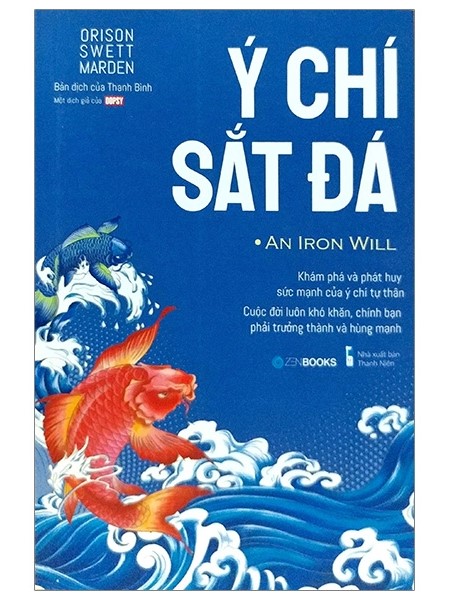 ORISON
SWETT
MARDEN
Bản dịch của Thanh Bình
Một dịch giả của DOPSY
Ý CHÍ
SẮT ĐÁ
• AN IRON WILL
Khám phá và phát huy
sức mạnh của ý chí tự thân
Cuộc đời luôn khó khăn, chính bạn
phải trưởng thành và hùng mạnh
ZENBOOKS
Nhà xuất bản
Thanh Niên